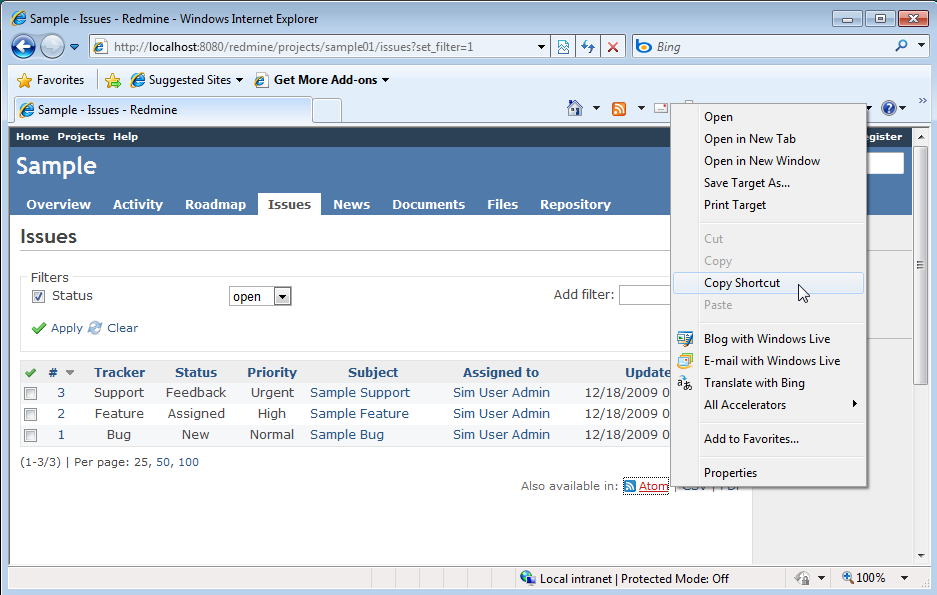 Sample - Issues - Redmine - Windows Internet Explorer
http://localhost:8080/redmine/projects/sample01/issues?set_filter=1
Bing
Favorites
Suggested Sites
Get More Add-ons
Sample - Issues - Redmine
Home Projects Help
Sample
Overview Activity Roadmap Issues News Documents Files Repository
Issues
Filters
Status
open
Add filter:
Apply Clear
# Tracker Status Priority Subject Assigned to Update
3 Support Feedback Urgent Sample Support Sim User Admin 12/18/2009 0
2 Feature Assigned High Sample Feature Sim User Admin 12/18/2009 0
1 Bug New Normal Sample Bug Sim User Admin 12/18/2009 0
(1-3/3) | Per page: 25, 50, 100
Also available in: Atom
Open
Open in New Tab
Open in New Window
Save Target As...
Print Target
Cut
Copy
Copy Shortcut
Paste
Blog with Windows Live
E-mail with Windows Live
Translate with Bing
All Accelerators
Add to Favorites...
Properties
Local intranet | Protected Mode: Off
100%